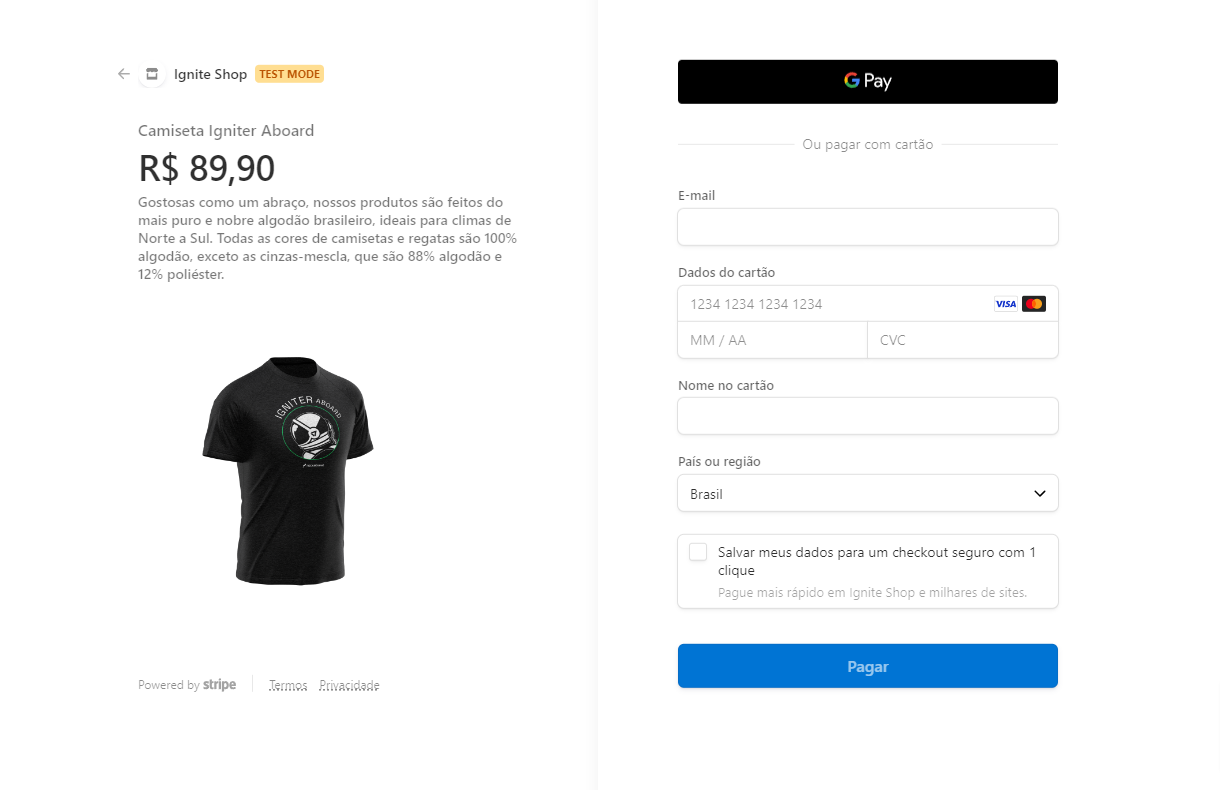 Ignite Shop TEST MODE
Camiseta Igniter Aboard
R$ 89,90
Gostosas como um abraço, nossos produtos são feitos do
mais puro e nobre algodão brasileiro, ideais para climas de
Norte a Sul. Todas as cores de camisetas e regatas são 100%
algodão, exceto as cinzas-mescla, que são 88% algodão e
12% poliéster.
IGNITER ABOARD
Powered by stripe Termos Privacidade
G Pay
Ou pagar com cartão
E-mail
Dados do cartão
1234 1234 1234 1234 VISA
MM / AA CVC
Nome no cartão
País ou região
Brasil
Salvar meus dados para um checkout seguro com 1
clique
Pague mais rápido em Ignite Shop e milhares de sites.
Pagar